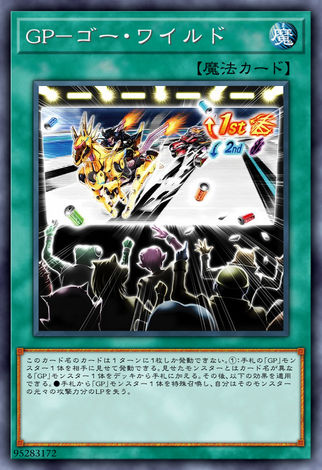 GP－ゴー・ワイルド
魔
【魔法カード】
1st
2nd
このカード名のカードは１ターンに１枚しか発動できない。①：手札の「GP」モン
スター１体を相手に見せて発動できる。見せたモンスターとはカード名が異な
る「GP」モンスター１体をデッキから手札に加える。その後、以下の効果を適用
できる。●手札から「GP」モンスター１体を特殊召喚し、自分はそのモンスター
の元々の攻撃力分のLPを失う。
95283172